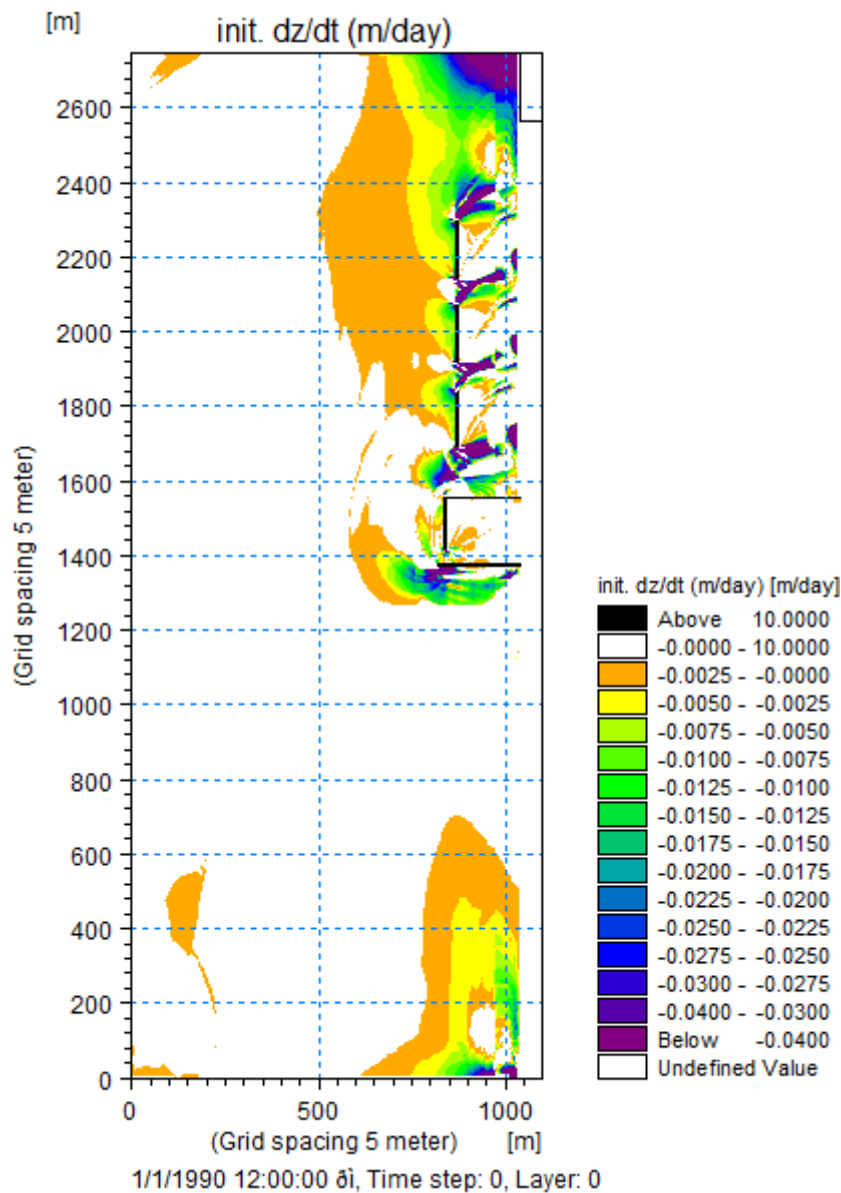 [m]
init. dz/dt (m/day)
2600
2400
2200
2000
1800
1600
1400
1200
1000
800
600
400
200
0
(Grid spacing 5 meter)
0 500 1000
(Grid spacing 5 meter) [m]
1/1/1990 12:00:00 ðì, Time step: 0, Layer: 0
init. dz/dt (m/day) [m/day]
Above 10.0000
-0.0000 - 10.0000
-0.0025 - -0.0000
-0.0050 - -0.0025
-0.0075 - -0.0050
-0.0100 - -0.0075
-0.0125 - -0.0100
-0.0150 - -0.0125
-0.0175 - -0.0150
-0.0200 - -0.0175
-0.0225 - -0.0200
-0.0250 - -0.0225
-0.0275 - -0.0250
-0.0300 - -0.0275
-0.0400 - -0.0300
Below -0.0400
Undefined Value